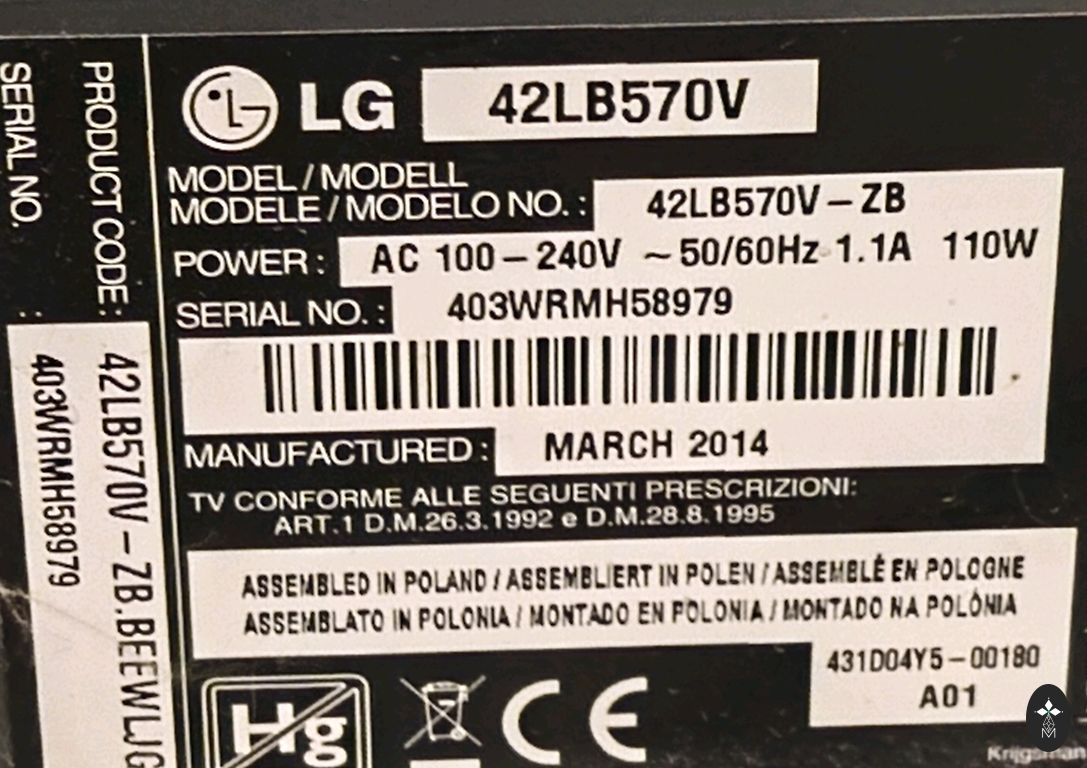 LG 42LB570V
MODEL / MODELL
MODELE / MODELO NO. : 42LB570V-ZB
POWER : AC 100-240V ~50/60Hz 1.1A 110W
SERIAL NO. : 403WRMH58979
MANUFACTURED : MARCH 2014
TV CONFORME ALLE SEGUENTI PRESCRIZIONI:
ART.1 D.M.26.3.1992 e D.M.28.8.1995
ASSEMBLED IN POLAND / ASSEMBLIERT IN POLEN / ASSEMBLÉ EN POLOGNE
ASSEMBLATO IN POLONIA / MONTADO EN POLONIA / MONTADO NA POLÓNIA
431D04Y5-00180
A01
Hg CE
PRODUCT CODE : 42LB570V-ZB.BEEWLJG
SERIAL NO. : 403WRMH58979
M
Krijgsman